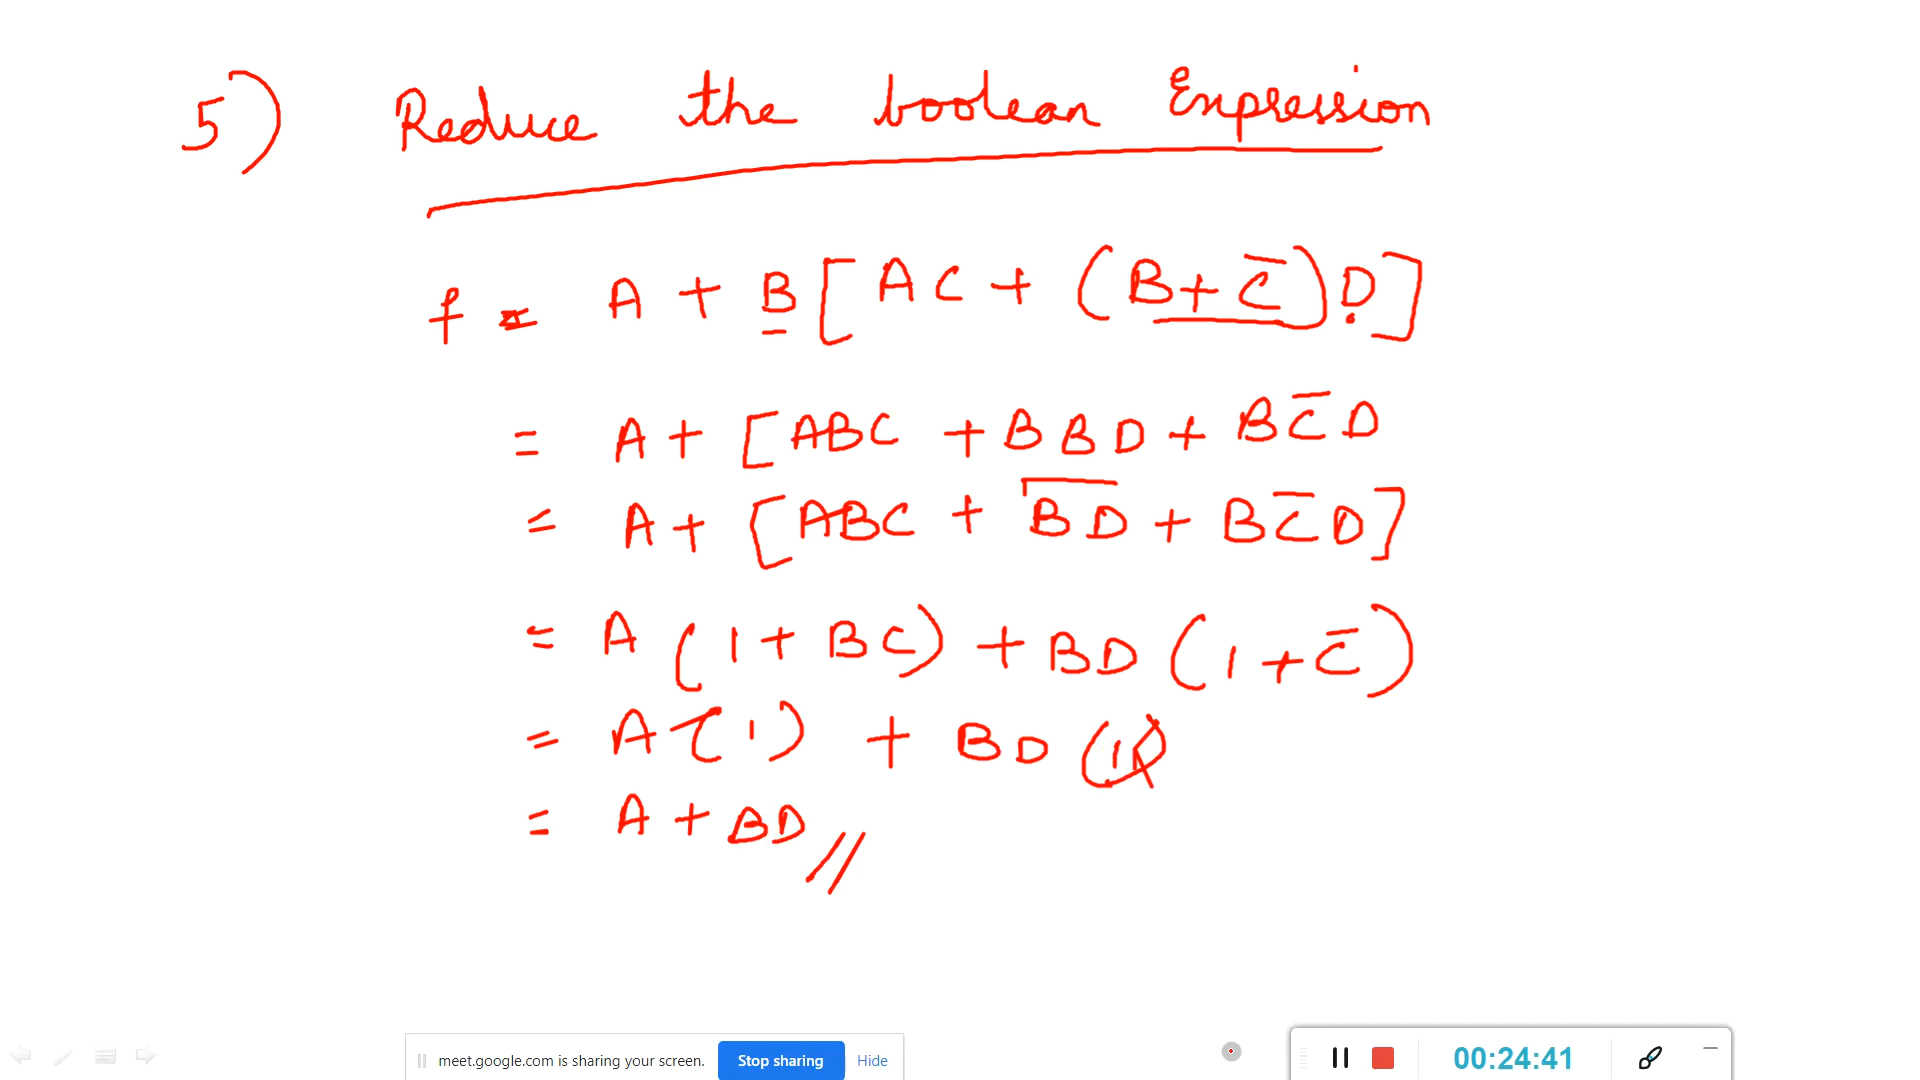 5) Reduce the boolean Expression
f = A + B [ AC + (B + C̅) D ]
= A + [ ABC + BBD + BC̅D
= A + [ ABC + BD + BC̅D ]
= A ( 1 + BC ) + BD ( 1 + C̅ )
= A ( 1 ) + BD (1)
= A + BD //
meet.google.com is sharing your screen. Stop sharing Hide
00:24:41